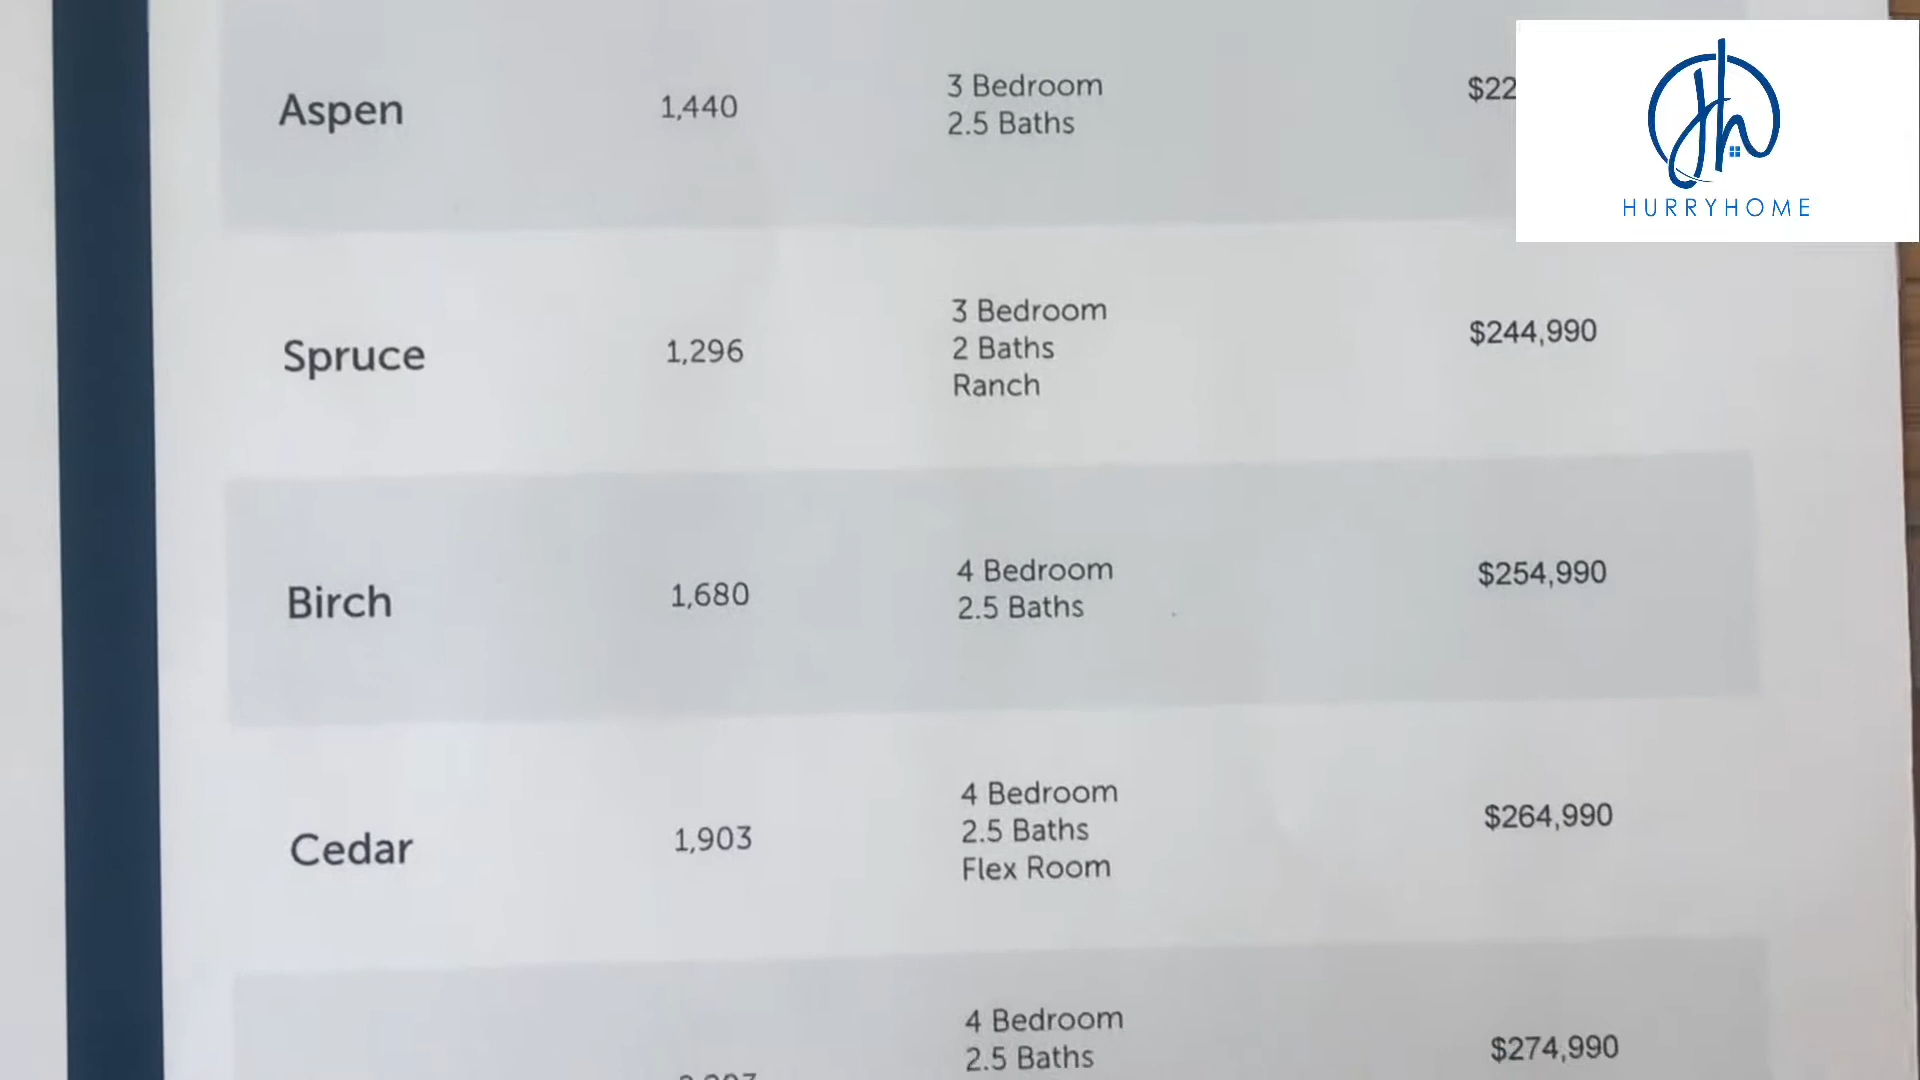 Aspen 1,440 3 Bedroom $22
2.5 Baths
HURRYHOME
Spruce 1,296 3 Bedroom $244,990
2 Baths
Ranch
Birch 1,680 4 Bedroom $254,990
2.5 Baths
Cedar 1,903 4 Bedroom $264,990
2.5 Baths
Flex Room
4 Bedroom $274,990
2.5 Baths